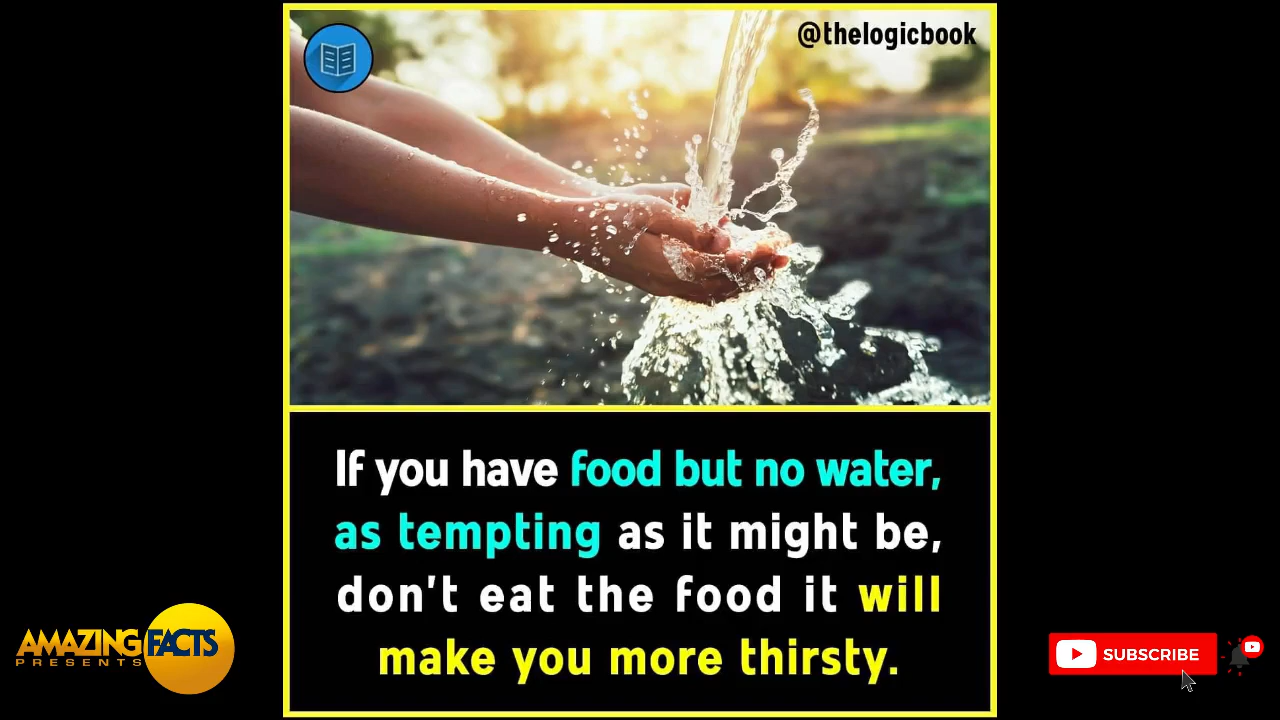 @thelogicbook
If you have food but no water,
as tempting as it might be,
don't eat the food it will
make you more thirsty.
AMAZING FACTS
PRESENTS
SUBSCRIBE